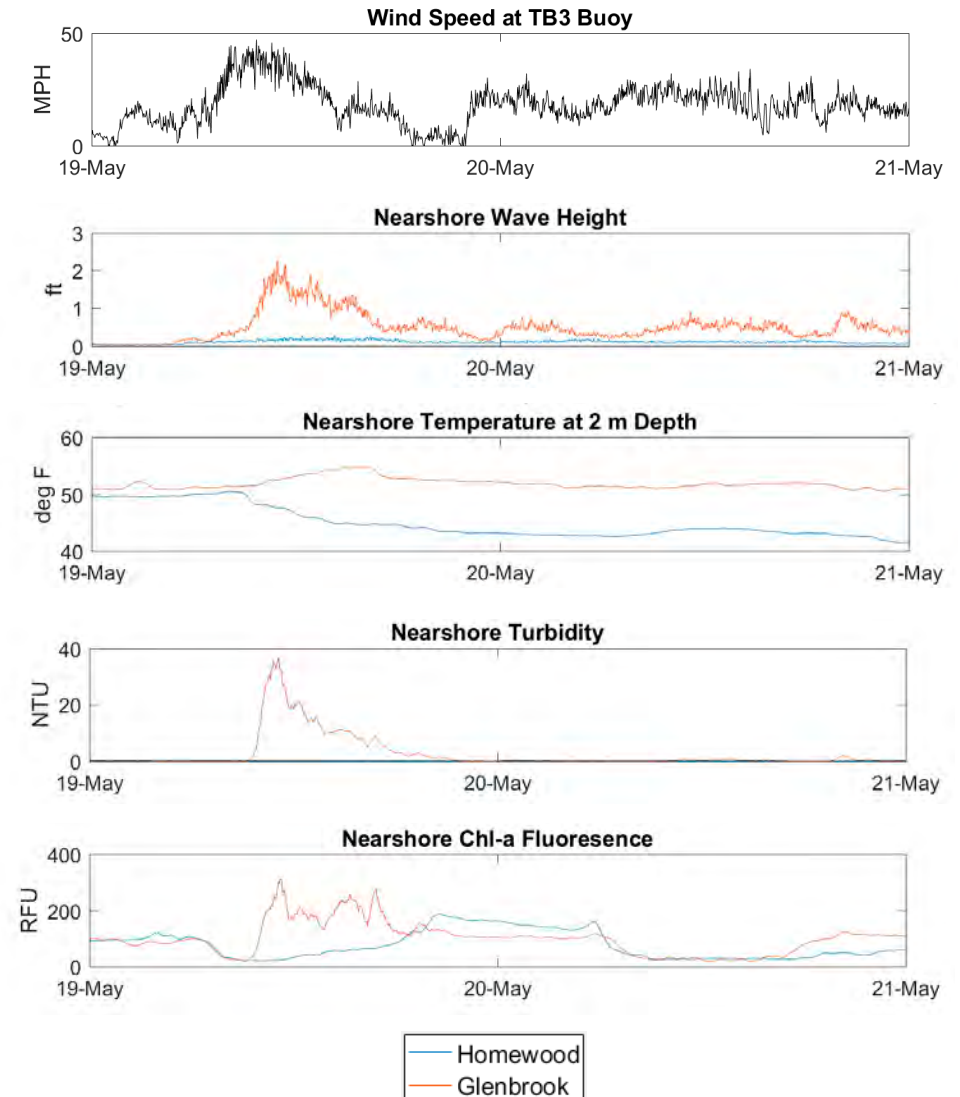 Wind Speed at TB3 Buoy
50
MPH
0
19-May
20-May
21-May
Nearshore Wave Height
3
2
ft
1
0
19-May
20-May
21-May
Nearshore Temperature at 2 m Depth
60
deg F
50
40
19-May
20-May
21-May
Nearshore Turbidity
40
NTU
20
0
19-May
20-May
21-May
Nearshore Chl-a Fluoresence
400
RFU
200
0
19-May
20-May
21-May
Homewood
Glenbrook